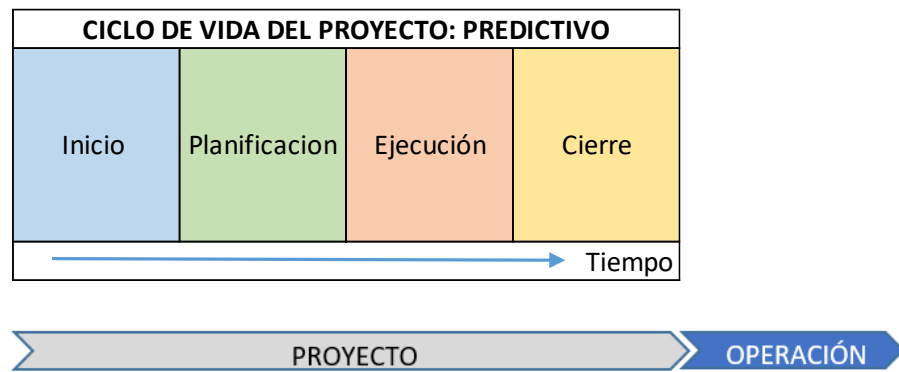 CICLO DE VIDA DEL PROYECTO: PREDICTIVO
Inicio
Planificacion
Ejecución
Cierre
Tiempo
PROYECTO
OPERACIÓN